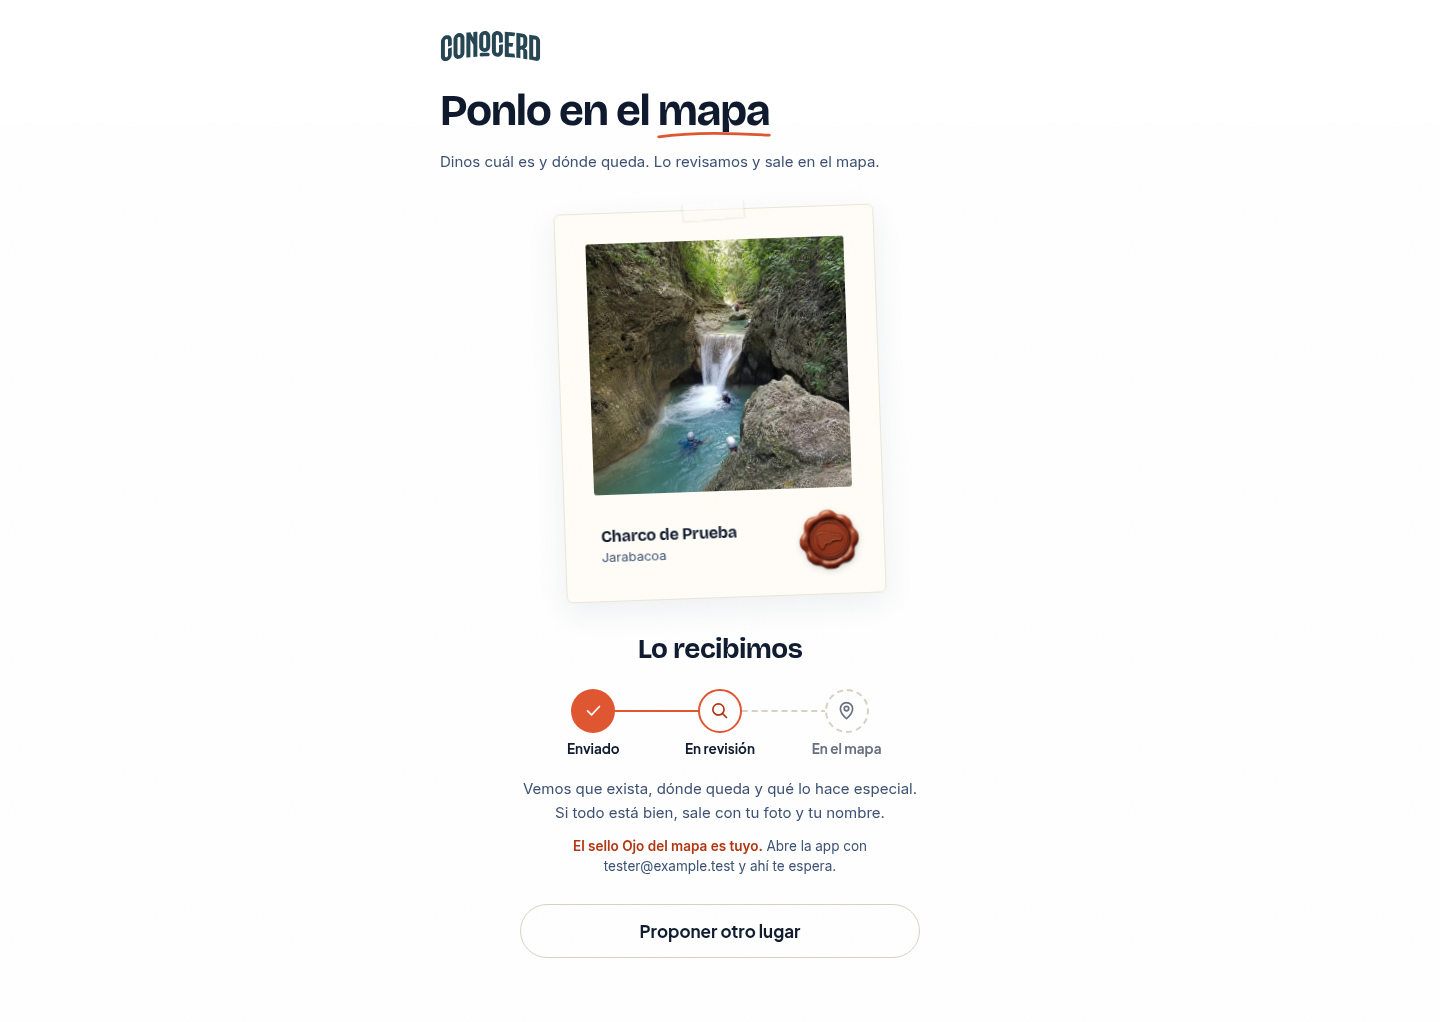 CONOCERD
Ponlo en el mapa
Dinos cuál es y dónde queda. Lo revisamos y sale en el mapa.
Charco de Prueba
Jarabacoa
Lo recibimos
Enviado
En revisión
En el mapa
Vemos que exista, dónde queda y qué lo hace especial.
Si todo está bien, sale con tu foto y tu nombre.
El sello Ojo del mapa es tuyo. Abre la app con
tester@example.test y ahí te espera.
Proponer otro lugar